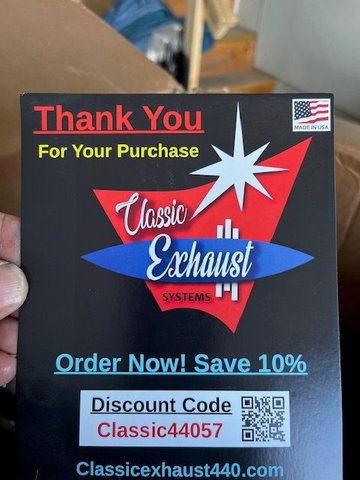 Thank You
MADE IN USA
For Your Purchase
Classic
Exhaust
SYSTEMS
Order Now! Save 10%
Discount Code
Classic44057
Classicexhaust440.com